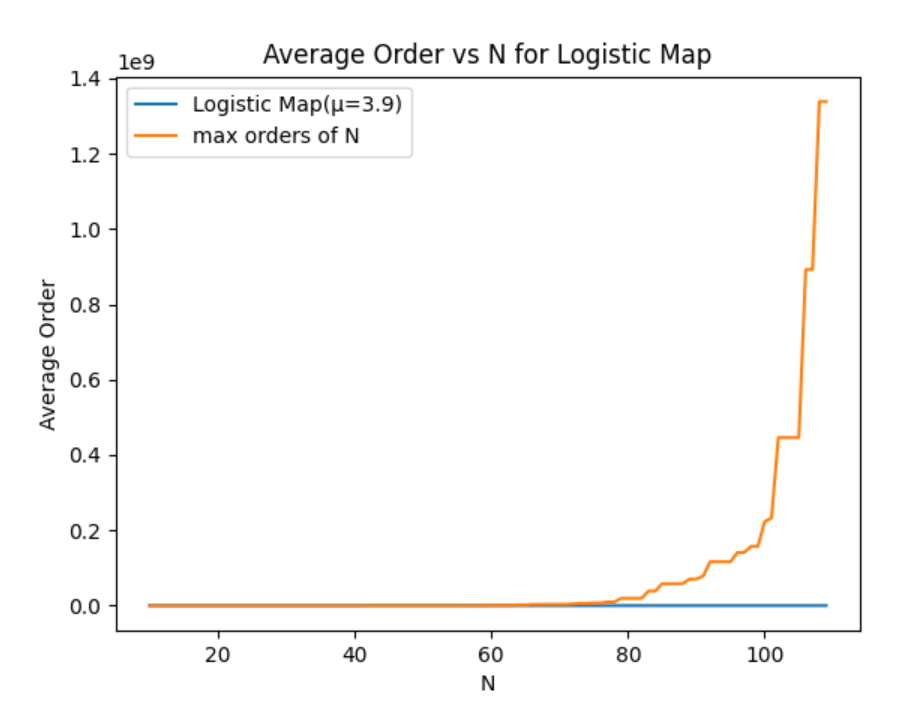 Average Order vs N for Logistic Map
1e9
Logistic Map(μ=3.9)
max orders of N
1.4
1.2
1.0
0.8
0.6
0.4
0.2
0.0
Average Order
20 40 60 80 100
N